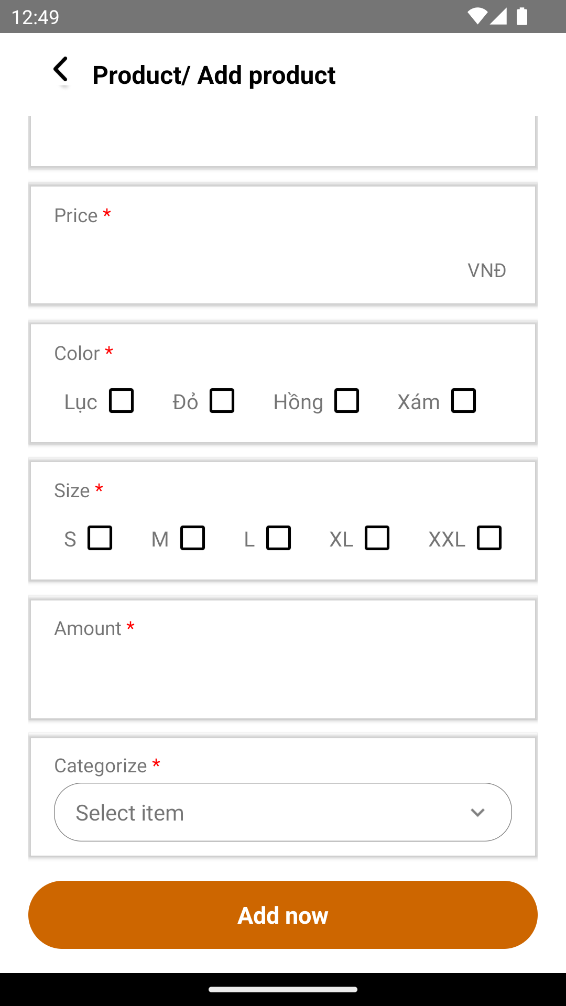 12:49
Product/ Add product
Price *
VNĐ
Color *
Lục Đỏ Hồng Xám
Size *
S M L XL XXL
Amount *
Categorize *
Select item
Add now